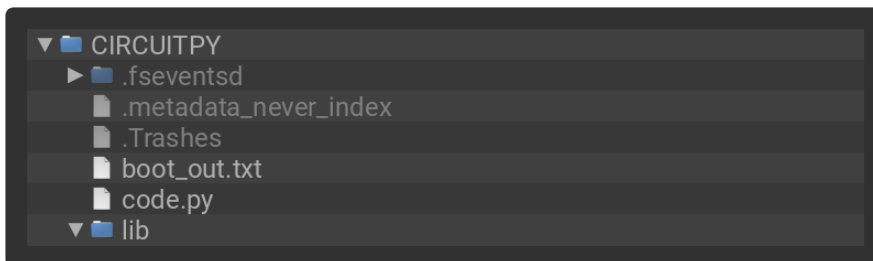 CIRCUITPY
.fseventsd
.metadata_never_index
.Trashes
boot_out.txt
code.py
lib